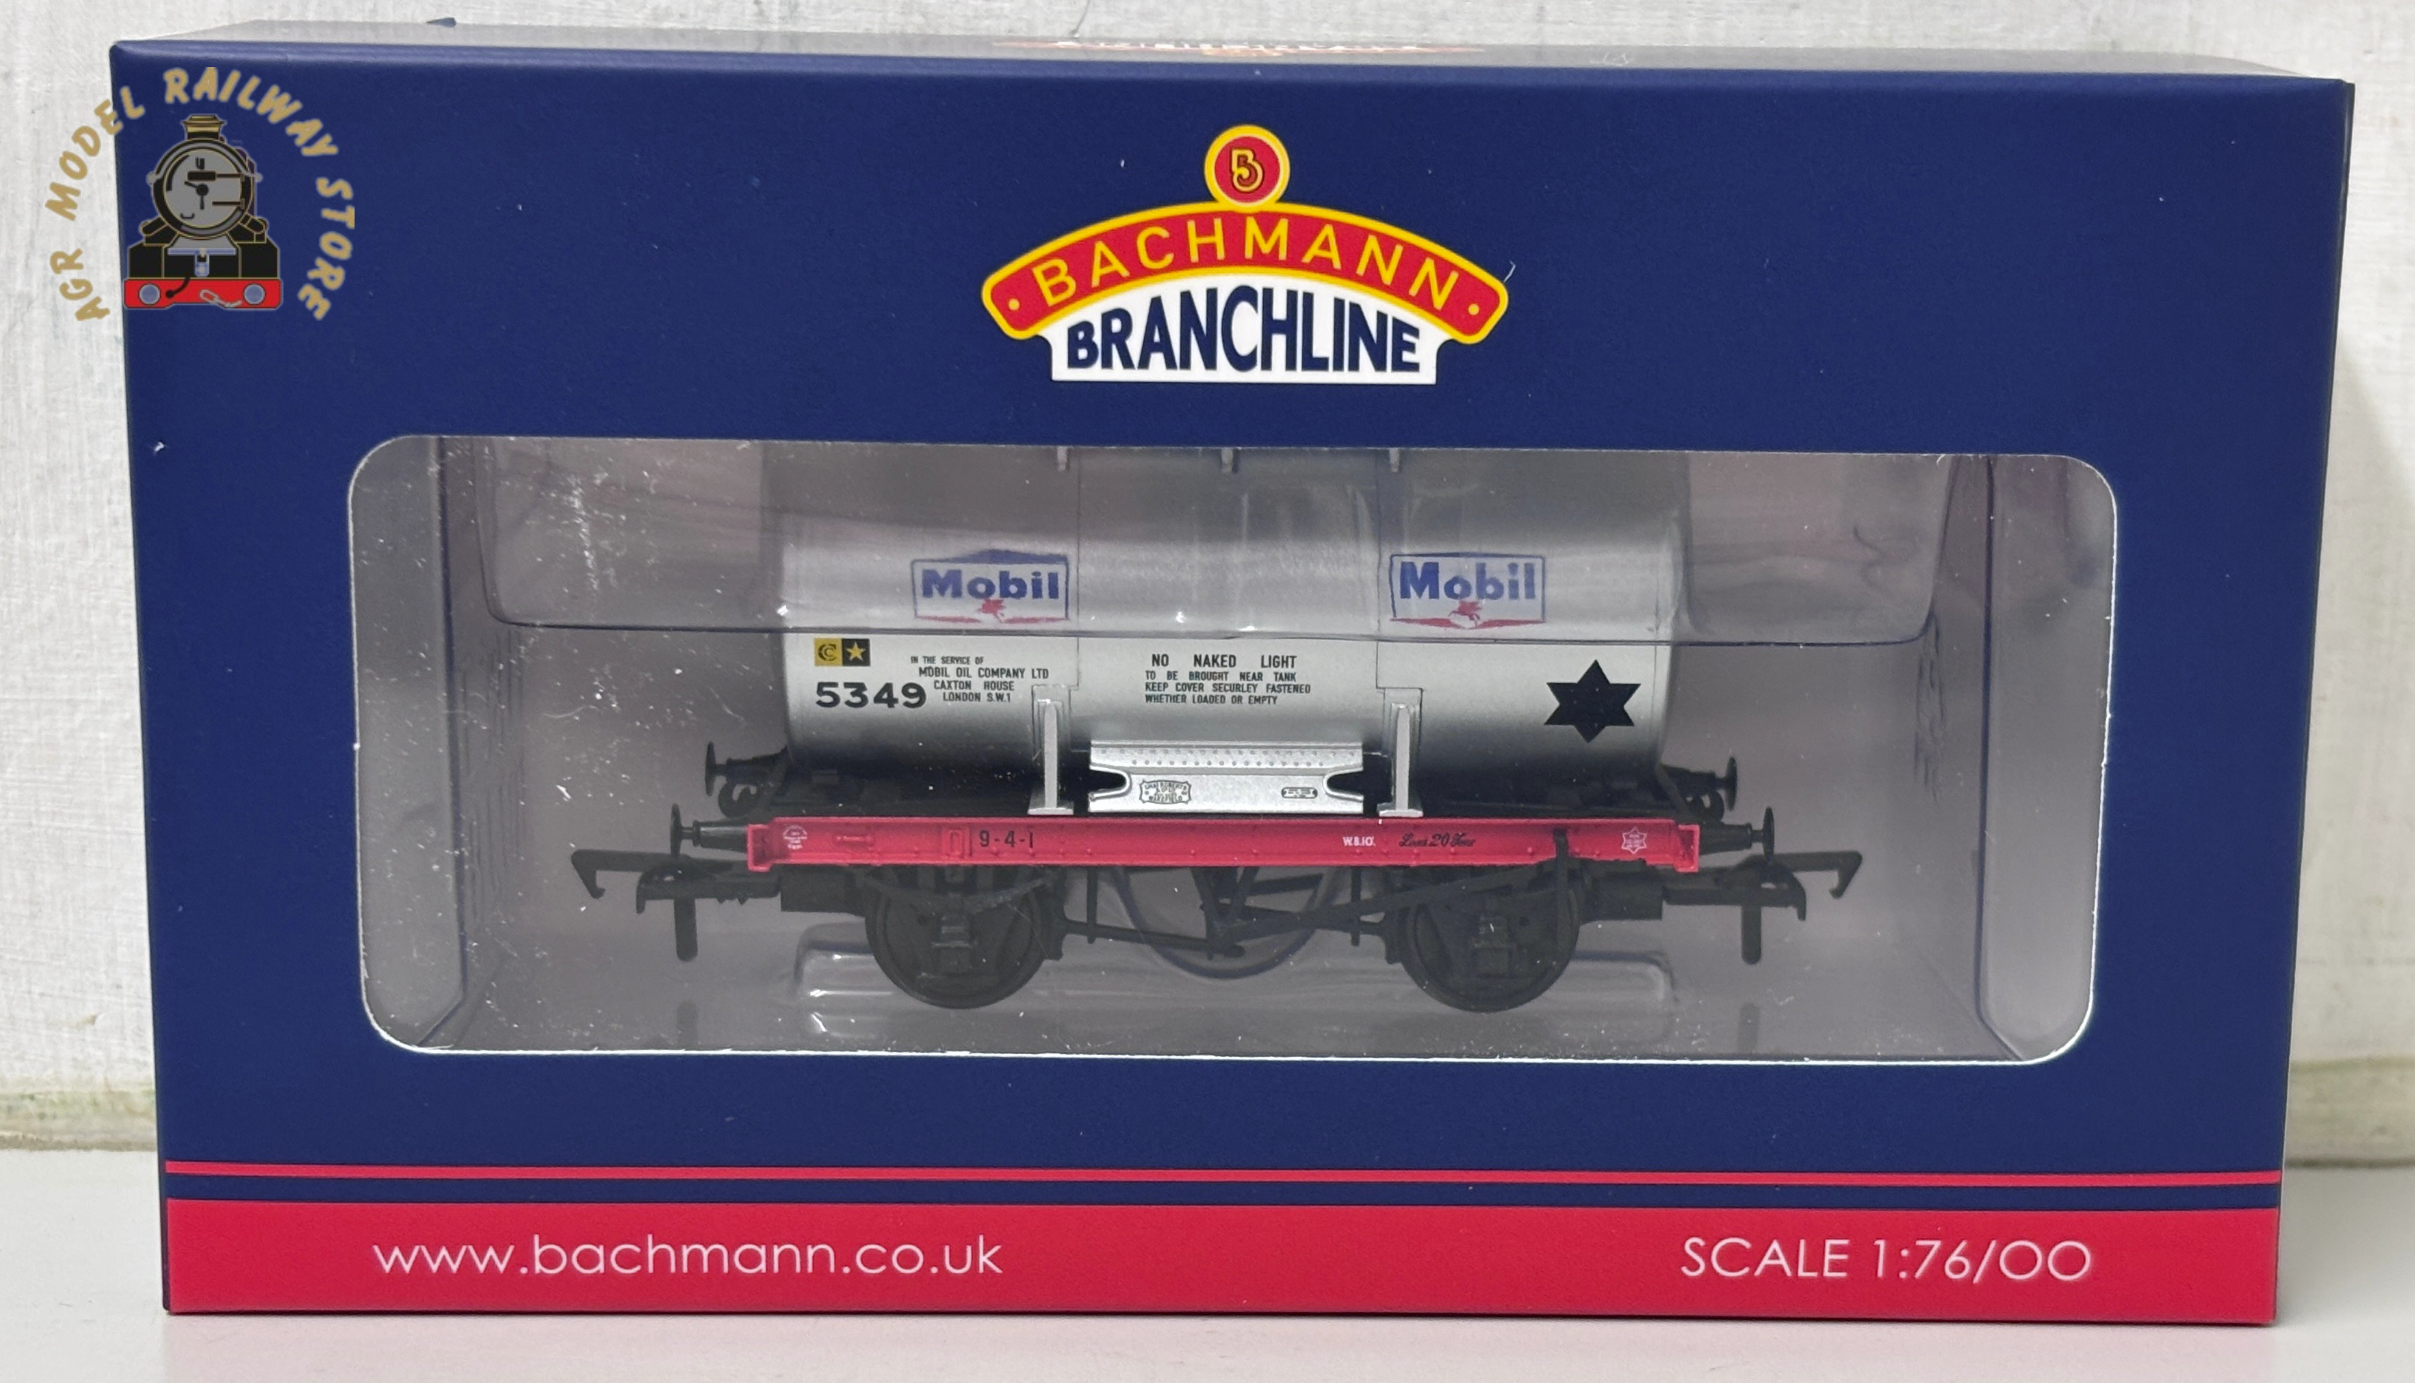 AGR MODEL RAILWAY STORE
BACHMANN
BRANCHLINE
Mobil
Mobil
IN THE SERVICE OF
MOBIL OIL COMPANY LTD
CAXTON HOUSE
LONDON S.W.1
5349
NO NAKED LIGHT
TO BE BROUGHT NEAR TANK
KEEP COVER SECURLEY FASTENED
WHETHER LOADED OR EMPTY
9-4-1
W.B.10'.
Load 20 Tons
www.bachmann.co.uk
SCALE 1:76/OO